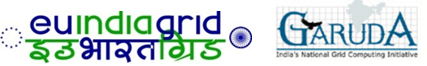 euindiagrid
इउभारतग्रिड
GARUDA
India's National Grid Computing Initiative